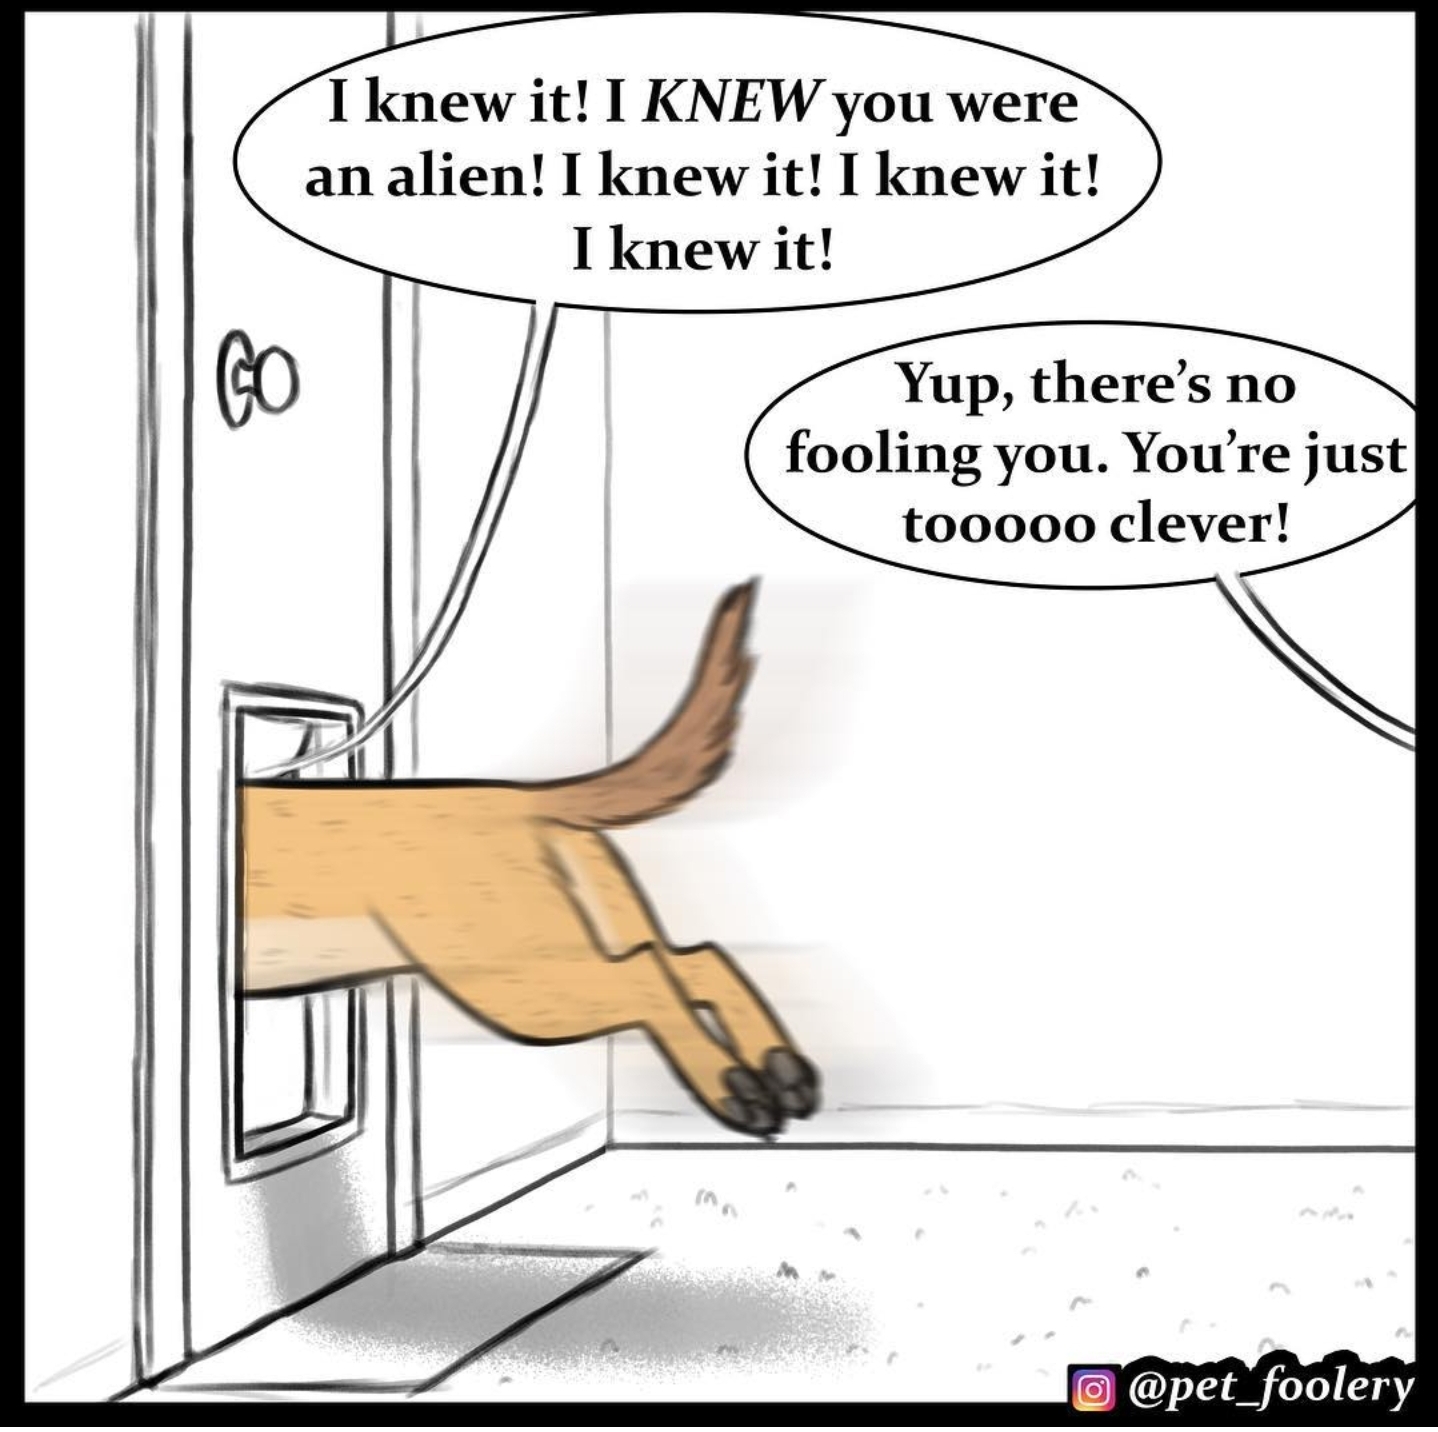 I knew it! I KNEW you were
an alien! I knew it! I knew it!
I knew it!
Yup, there's no
fooling you. You're just
tooooo clever!
@pet_foolery